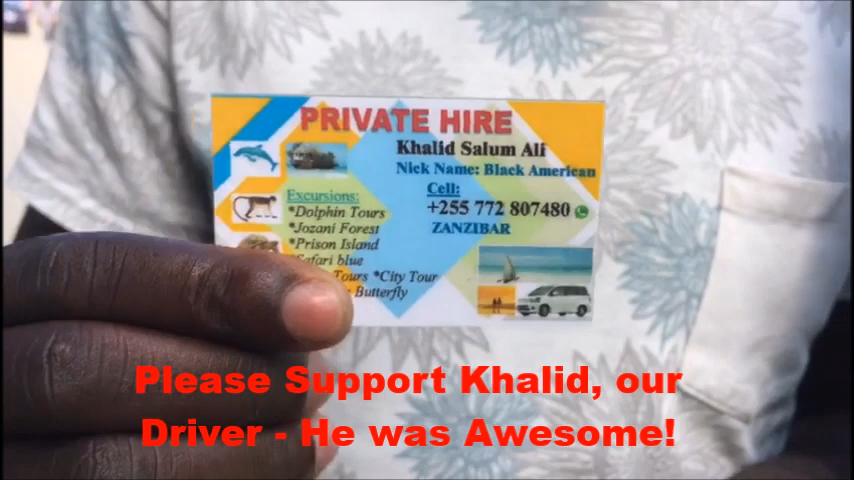 PRIVATE HIRE
Khalid Salum Ali
Nick Name: Black American
Cell:
+255 772 807480
ZANZIBAR
Excursions:
*Dolphin Tours
*Jozani Forest
*Prison Island
Safari blue
Tours *City Tour
Butterfly
Please Support Khalid, our
Driver - He was Awesome!